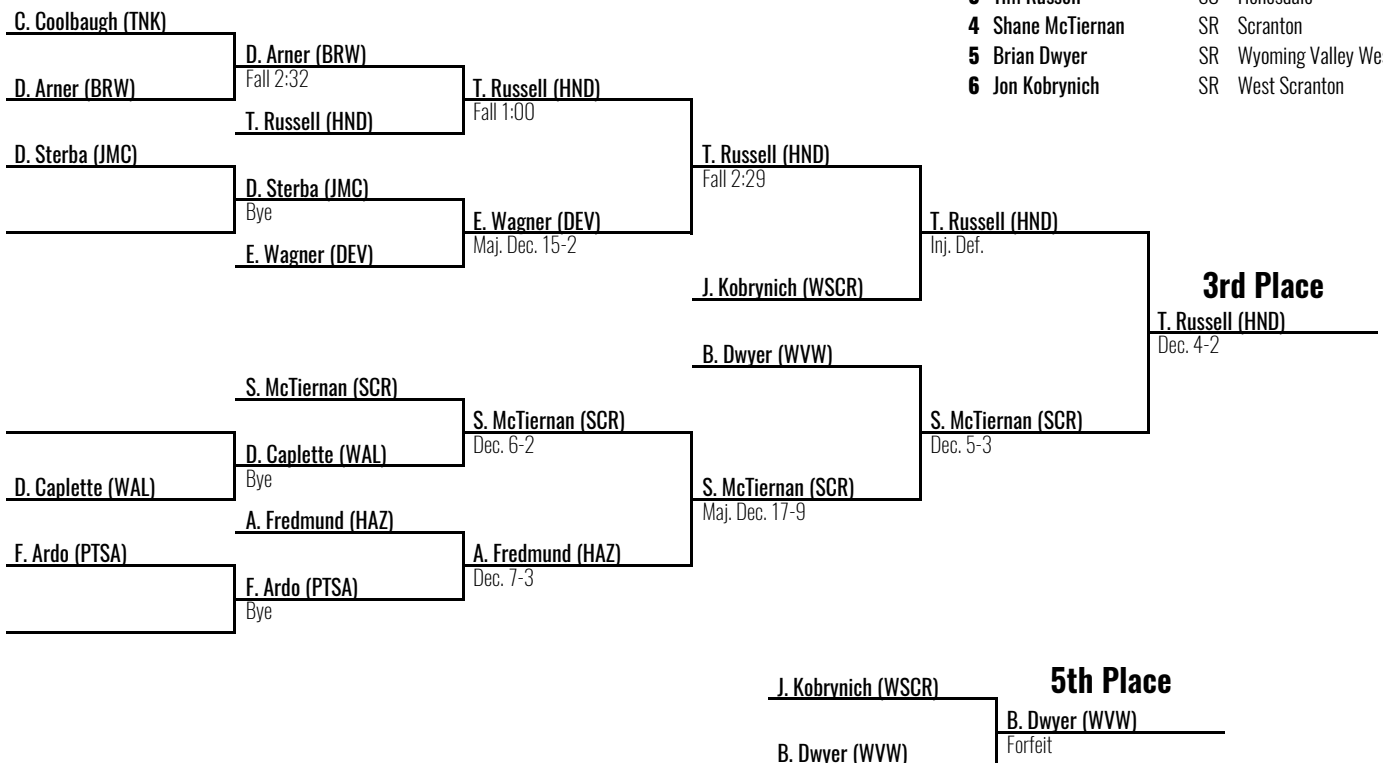 C. Coolbaugh (TNK)
D. Arner (BRW)
D. Sterba (JMC)
D. Caplette (WAL)
F. Ardo (PTSA)
D. Arner (BRW)
Fall 2:32
T. Russell (HND)
D. Sterba (JMC)
Bye
E. Wagner (DEV)
S. McTiernan (SCR)
D. Caplette (WAL)
Bye
A. Fredmund (HAZ)
F. Ardo (PTSA)
Bye
T. Russell (HND)
Fall 1:00
E. Wagner (DEV)
Maj. Dec. 15-2
S. McTiernan (SCR)
Dec. 6-2
A. Fredmund (HAZ)
Dec. 7-3
T. Russell (HND)
Fall 2:29
J. Kobrynich (WSCR)
B. Dwyer (WVW)
S. McTiernan (SCR)
Maj. Dec. 17-9
T. Russell (HND)
Inj. Def.
S. McTiernan (SCR)
Dec. 5-3
3rd Place
T. Russell (HND)
Dec. 4-2
4 Shane McTiernan SR Scranton
5 Brian Dwyer SR Wyoming Valley We
6 Jon Kobrynich SR West Scranton
5th Place
J. Kobrynich (WSCR)
B. Dwyer (WVW)
B. Dwyer (WVW)
Forfeit